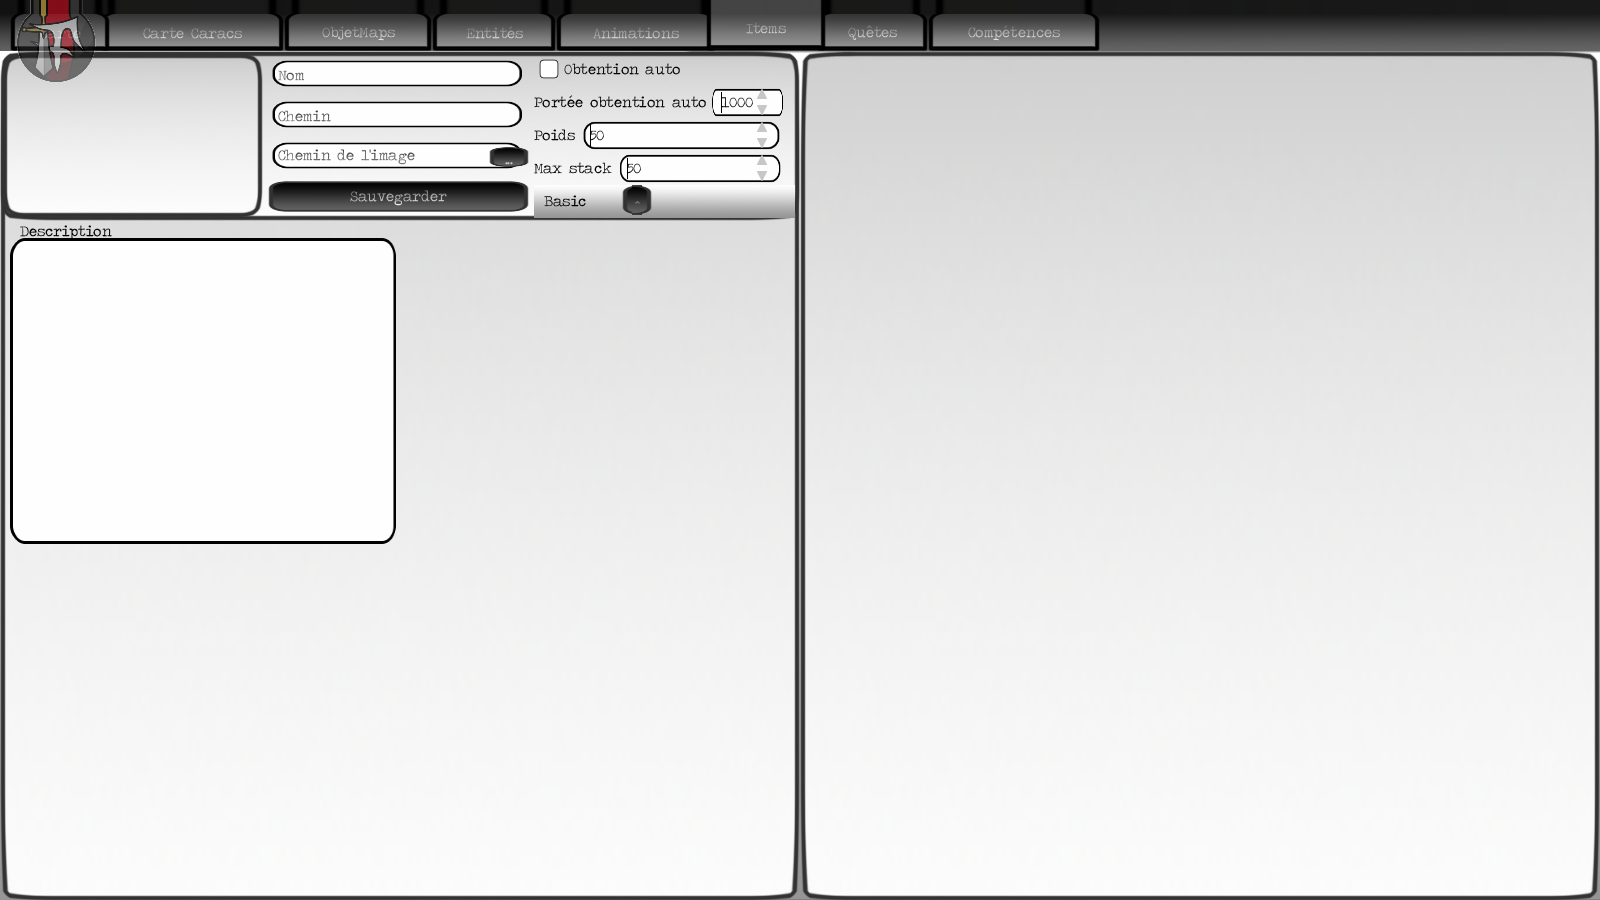 Carte Caracs
ObjetMaps
Entités
Animations
Items
Quêtes
Compétences
Nom
Chemin
Chemin de l'image
...
Sauvegarder
Obtention auto
Portée obtention auto 1000
Poids 50
Max stack 50
Basic
Description